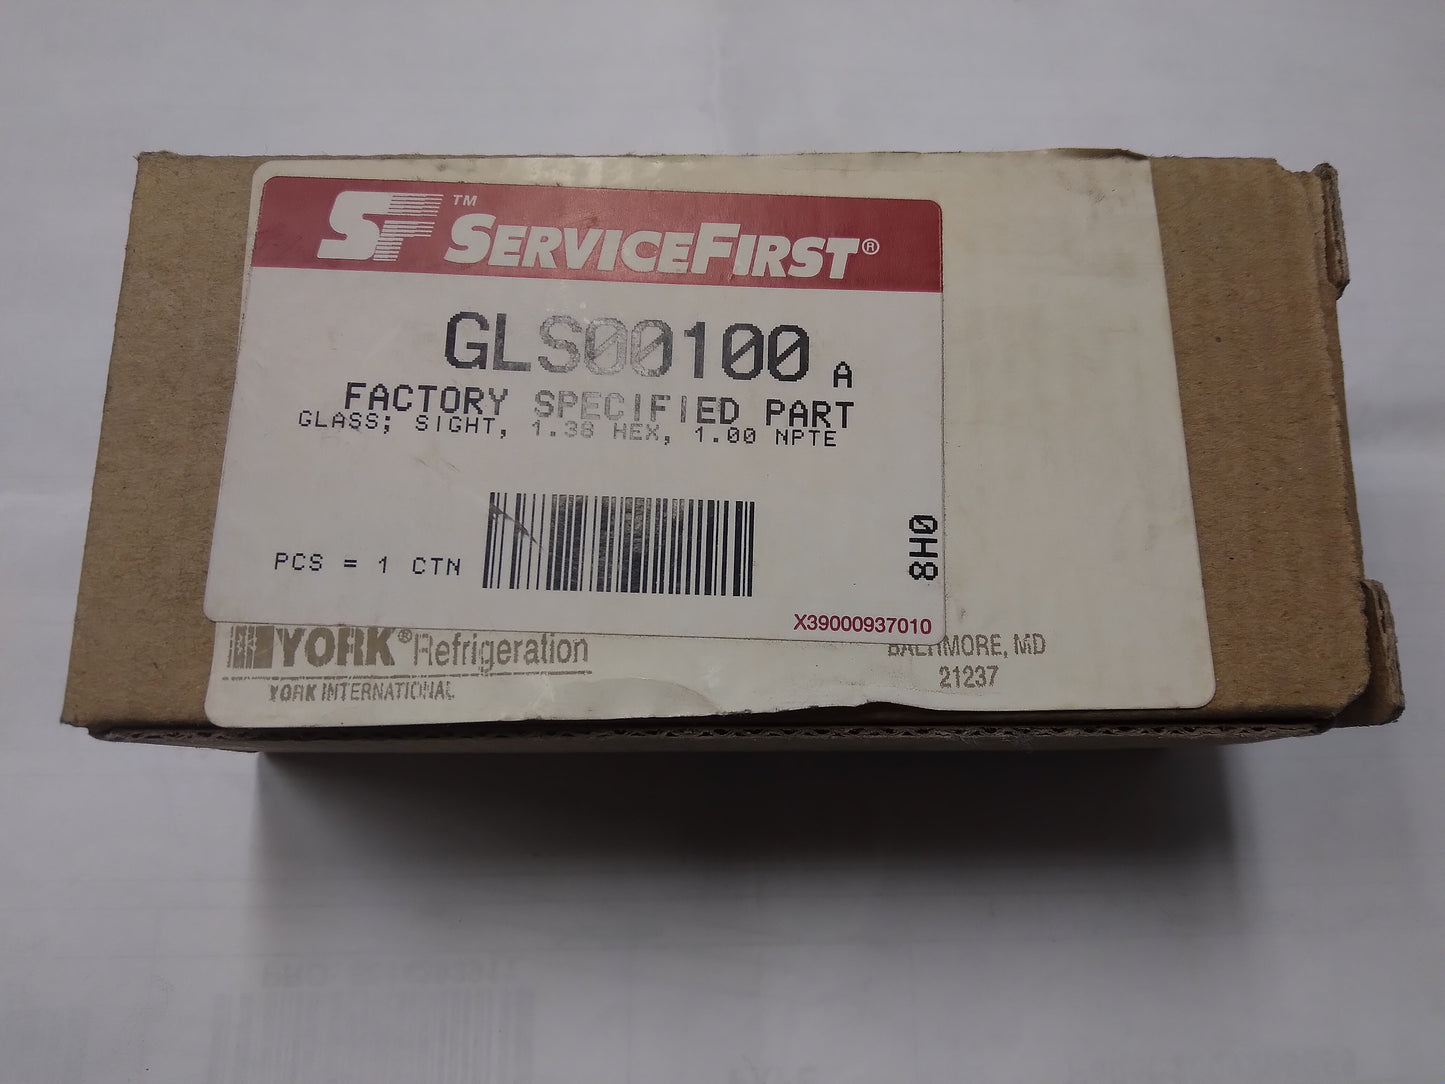 SF™ SERVICEFIRST®
GLS00100 A
FACTORY SPECIFIED PART
GLASS; SIGHT, 1.38 HEX, 1.00 NPTE
PCS = 1 CTN
8H0
X39000937010
YORK® Refrigeration
YORK INTERNATIONAL
BALTIMORE, MD
21237